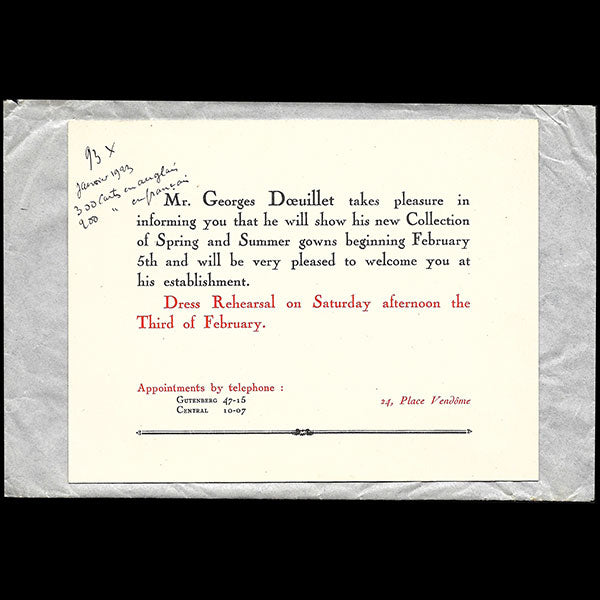 93 X
Janvier 1923
300 Cartes en anglais
200 " en français
Mr. Georges Dœuillet takes pleasure in
informing you that he will show his new Collection
of Spring and Summer gowns beginning February
5th and will be very pleased to welcome you at
his establishment.
Dress Rehearsal on Saturday afternoon the
Third of February.
Appointments by telephone :
Gutenberg 47-15
Central 10-07
24, Place Vendôme